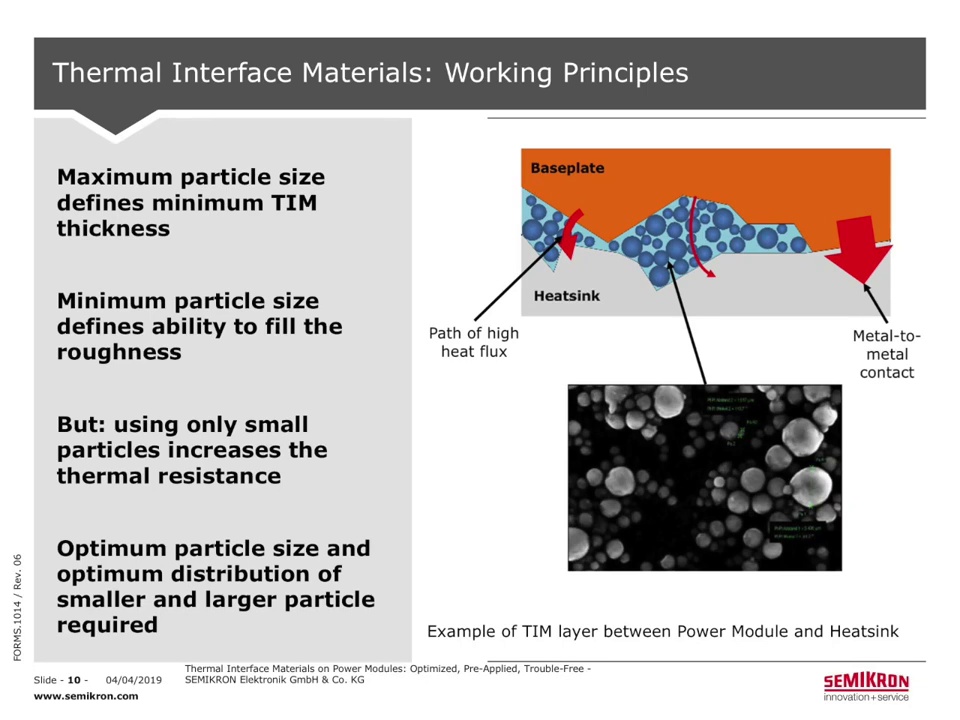 Thermal Interface Materials: Working Principles
Maximum particle size
defines minimum TIM
thickness
Minimum particle size
defines ability to fill the
roughness
But: using only small
particles increases the
thermal resistance
Optimum particle size and
optimum distribution of
smaller and larger particle
required
Baseplate
Heatsink
Path of high
heat flux
Metal-to-
metal
contact
Example of TIM layer between Power Module and Heatsink
FORMS.1014 / Rev. 06
Slide - 10 - 04/04/2019
www.semikron.com
Thermal Interface Materials on Power Modules: Optimized, Pre-Applied, Trouble-Free -
SEMIKRON Elektronik GmbH & Co. KG
SEMIKRON
innovation+service